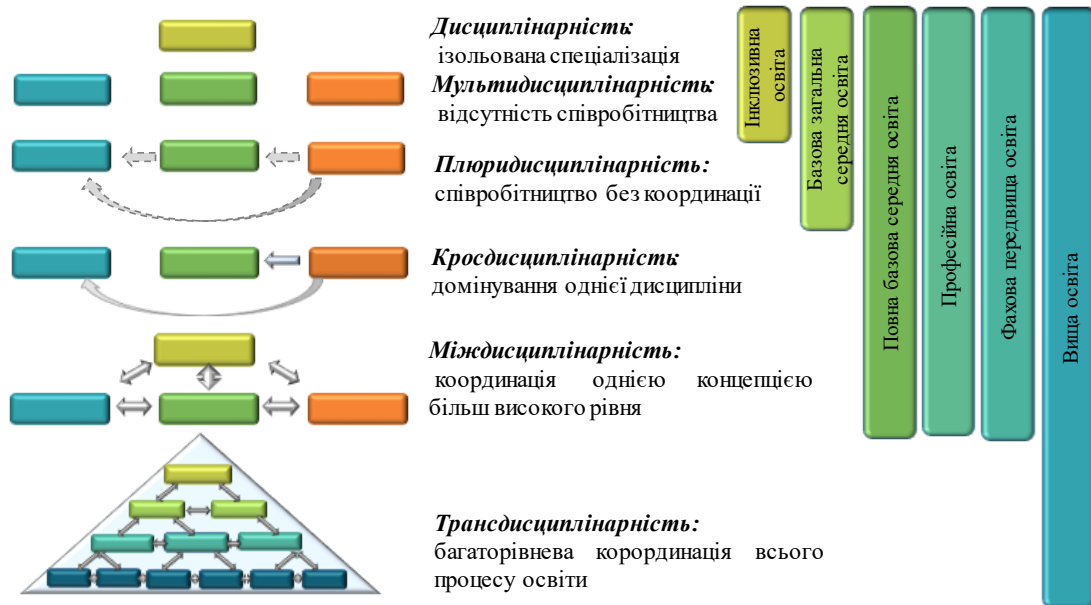 Дисциплінарність:
ізольована спеціалізація
Мультидисциплінарність:
відсутність співробітництва
Плюридисциплінарність:
співробітництво без координації
Кросдисциплінарність:
домінування однієї дисципліни
Міждисциплінарність:
координація однією концепцією
більш високого рівня
Трансдисциплінарність:
багаторівнева корординація всього
процесу освіти
Інклюзивна
освіта
Базова загальна
середня освіта
Повна базова середня освіта
Професійна освіта
Фахова передвища освіта
Вища освіта